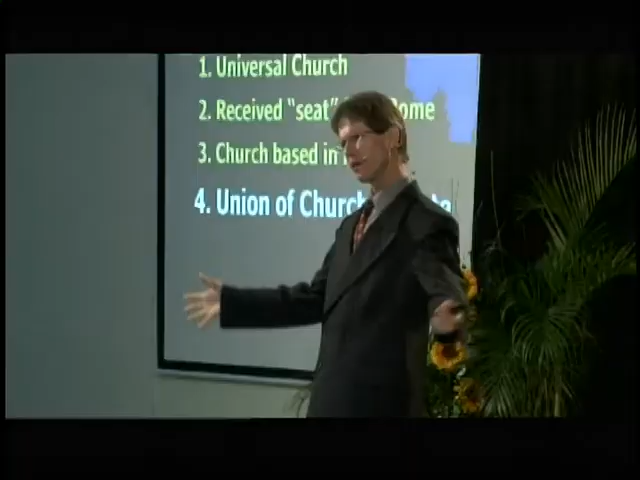 1. Universal Church
2. Received "seat" Rome
3. Church based in
4. Union of Church